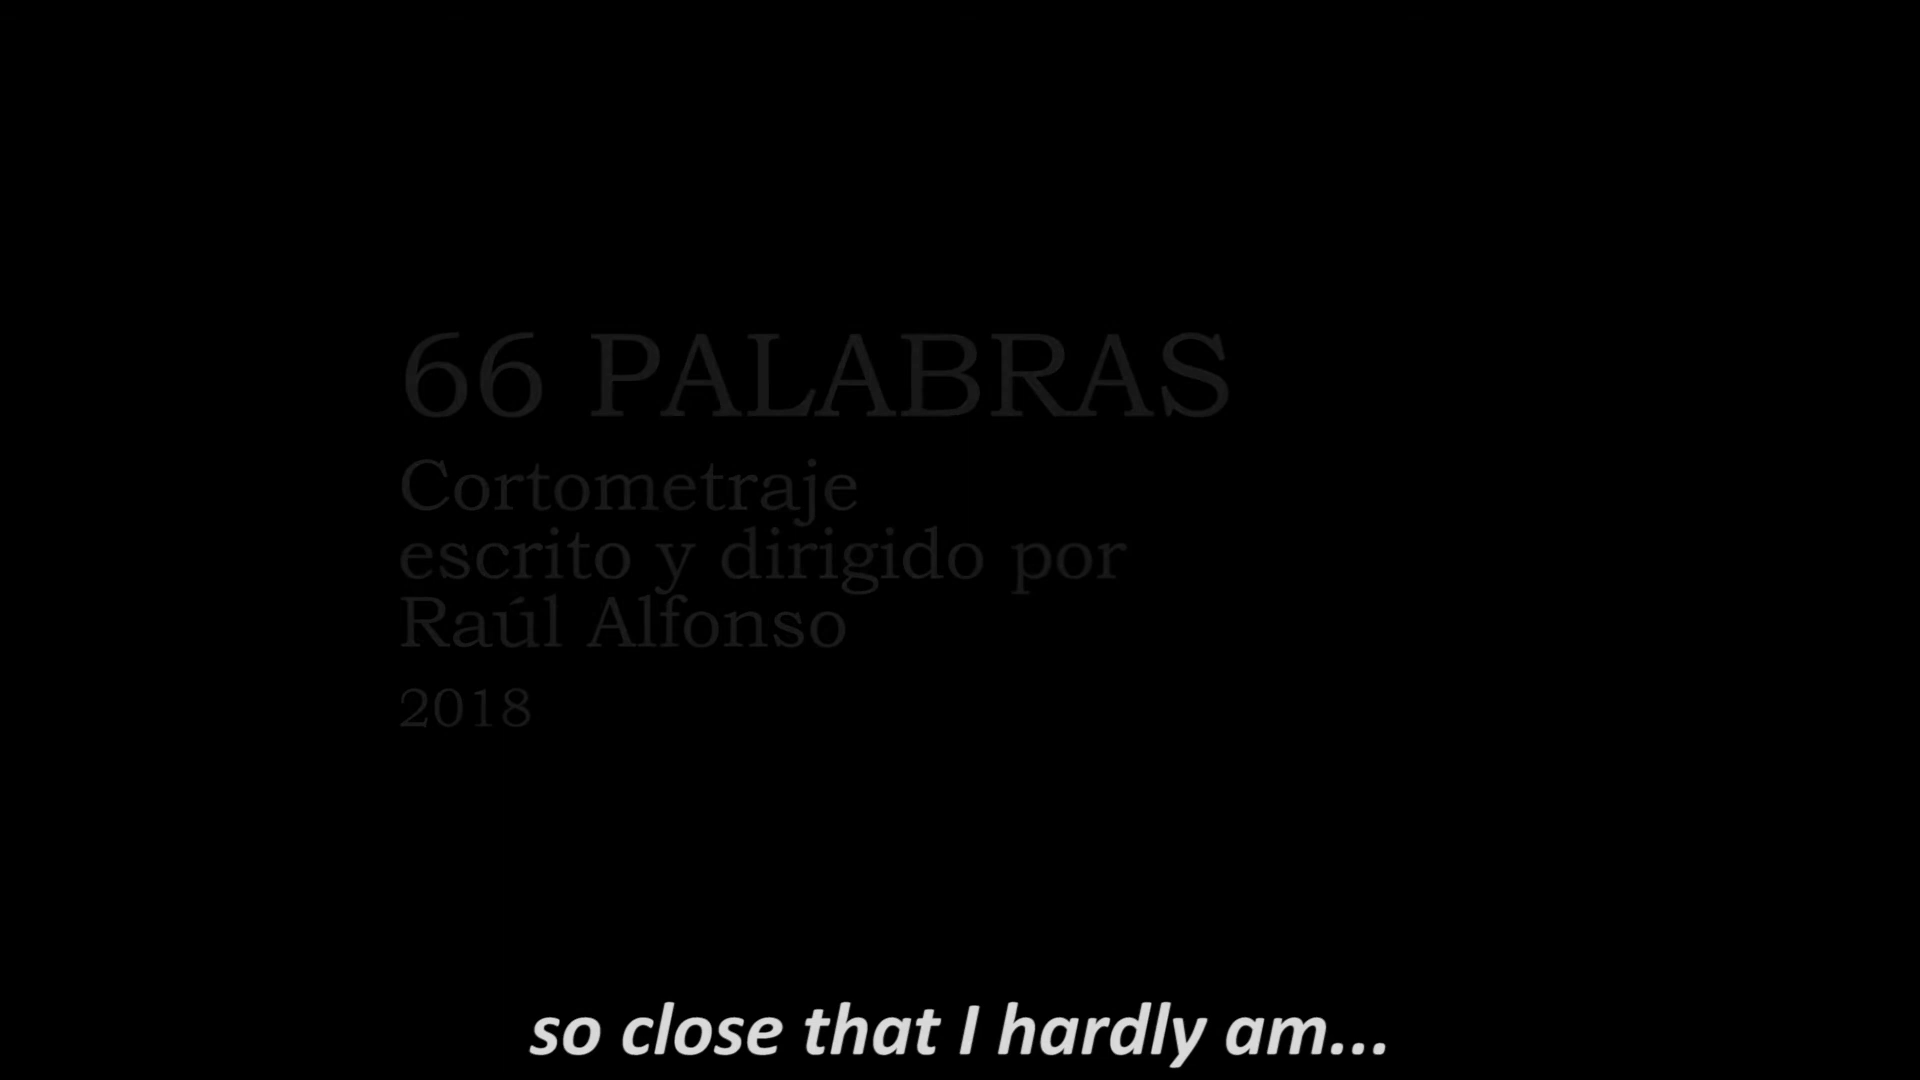 66 PALABRAS
Cortometraje
escrito y dirigido por
Raúl Alfonso
2018
so close that I hardly am...